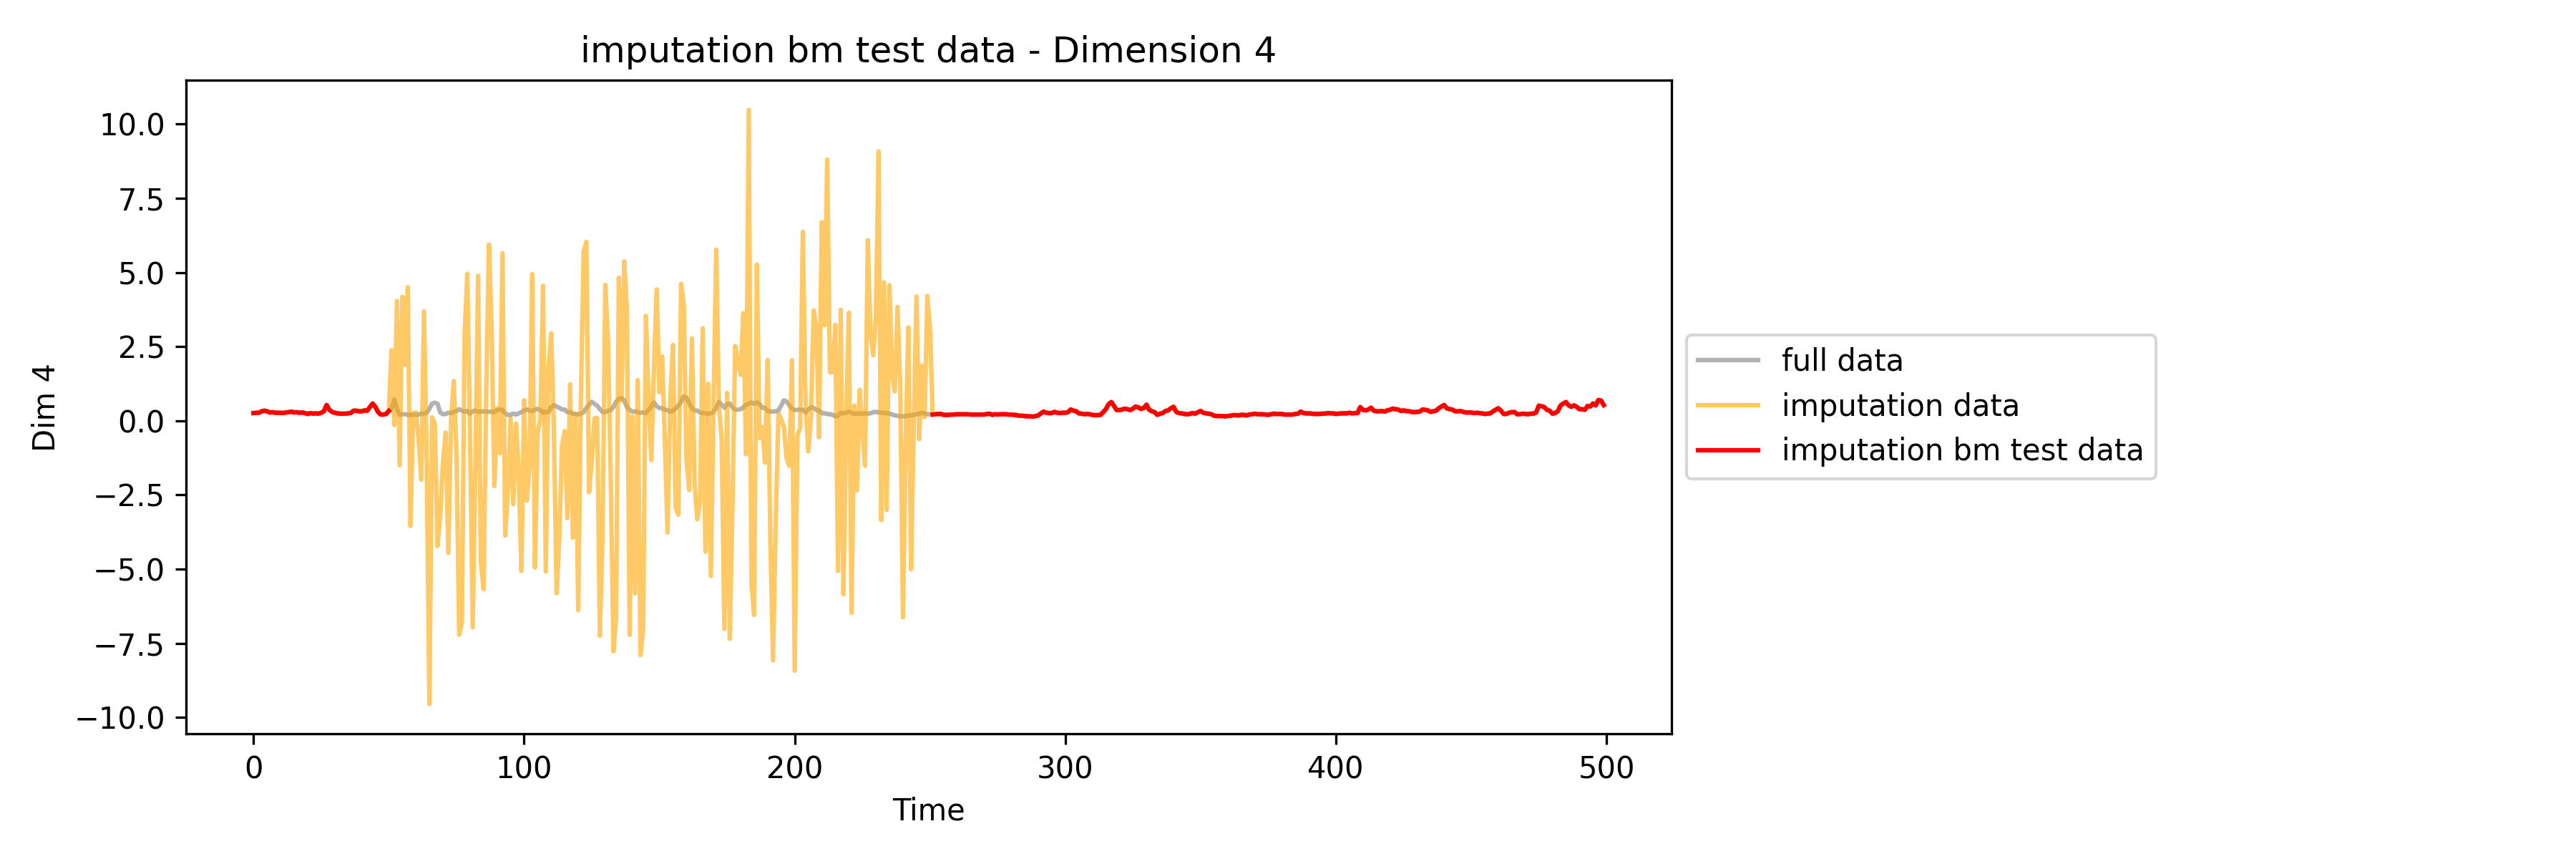 imputation bm test data - Dimension 4
10.0
7.5
5.0
2.5
0.0
−2.5
−5.0
−7.5
−10.0
Dim 4
0 100 200 300 400 500
Time
full data
imputation data
imputation bm test data